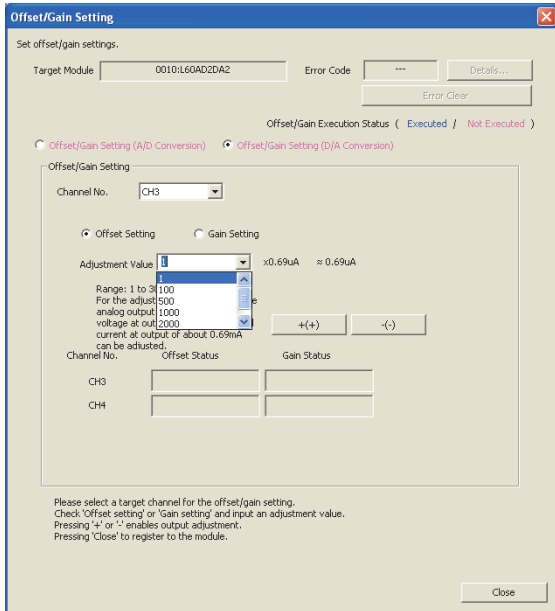 Offset/Gain Setting
Set offset/gain settings.
Target Module 0010:L60AD2DA2 Error Code --- Details...
Error Clear
Offset/Gain Execution Status ( Executed / Not Executed )
Offset/Gain Setting (A/D Conversion) Offset/Gain Setting (D/A Conversion)
Offset/Gain Setting
Channel No. CH3
Offset Setting Gain Setting
Adjustment Value 1 x0.69uA ≈ 0.69uA
1
Range: 1 to 30 100
For the adjust 500 e
analog output 1000
voltage at out 2000
current at output of about 0.69mA
can be adjusted.
+(+) -(-)
Channel No. Offset Status Gain Status
CH3
CH4
Please select a target channel for the offset/gain setting.
Check 'Offset setting' or 'Gain setting' and input an adjustment value.
Pressing '+' or '-' enables output adjustment.
Pressing 'Close' to register to the module.
Close